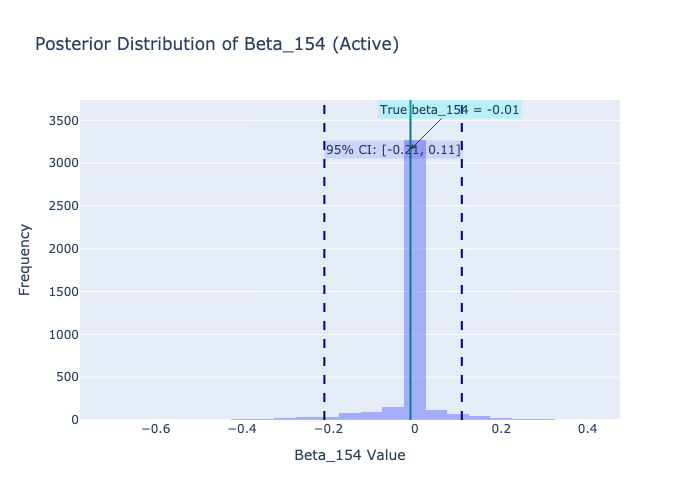 Posterior Distribution of Beta_154 (Active)
True beta_154 = -0.01
95% CI: [-0.21, 0.11]
3500
3000
2500
2000
1500
1000
500
0
Frequency
−0.6 −0.4 −0.2 0 0.2 0.4
Beta_154 Value